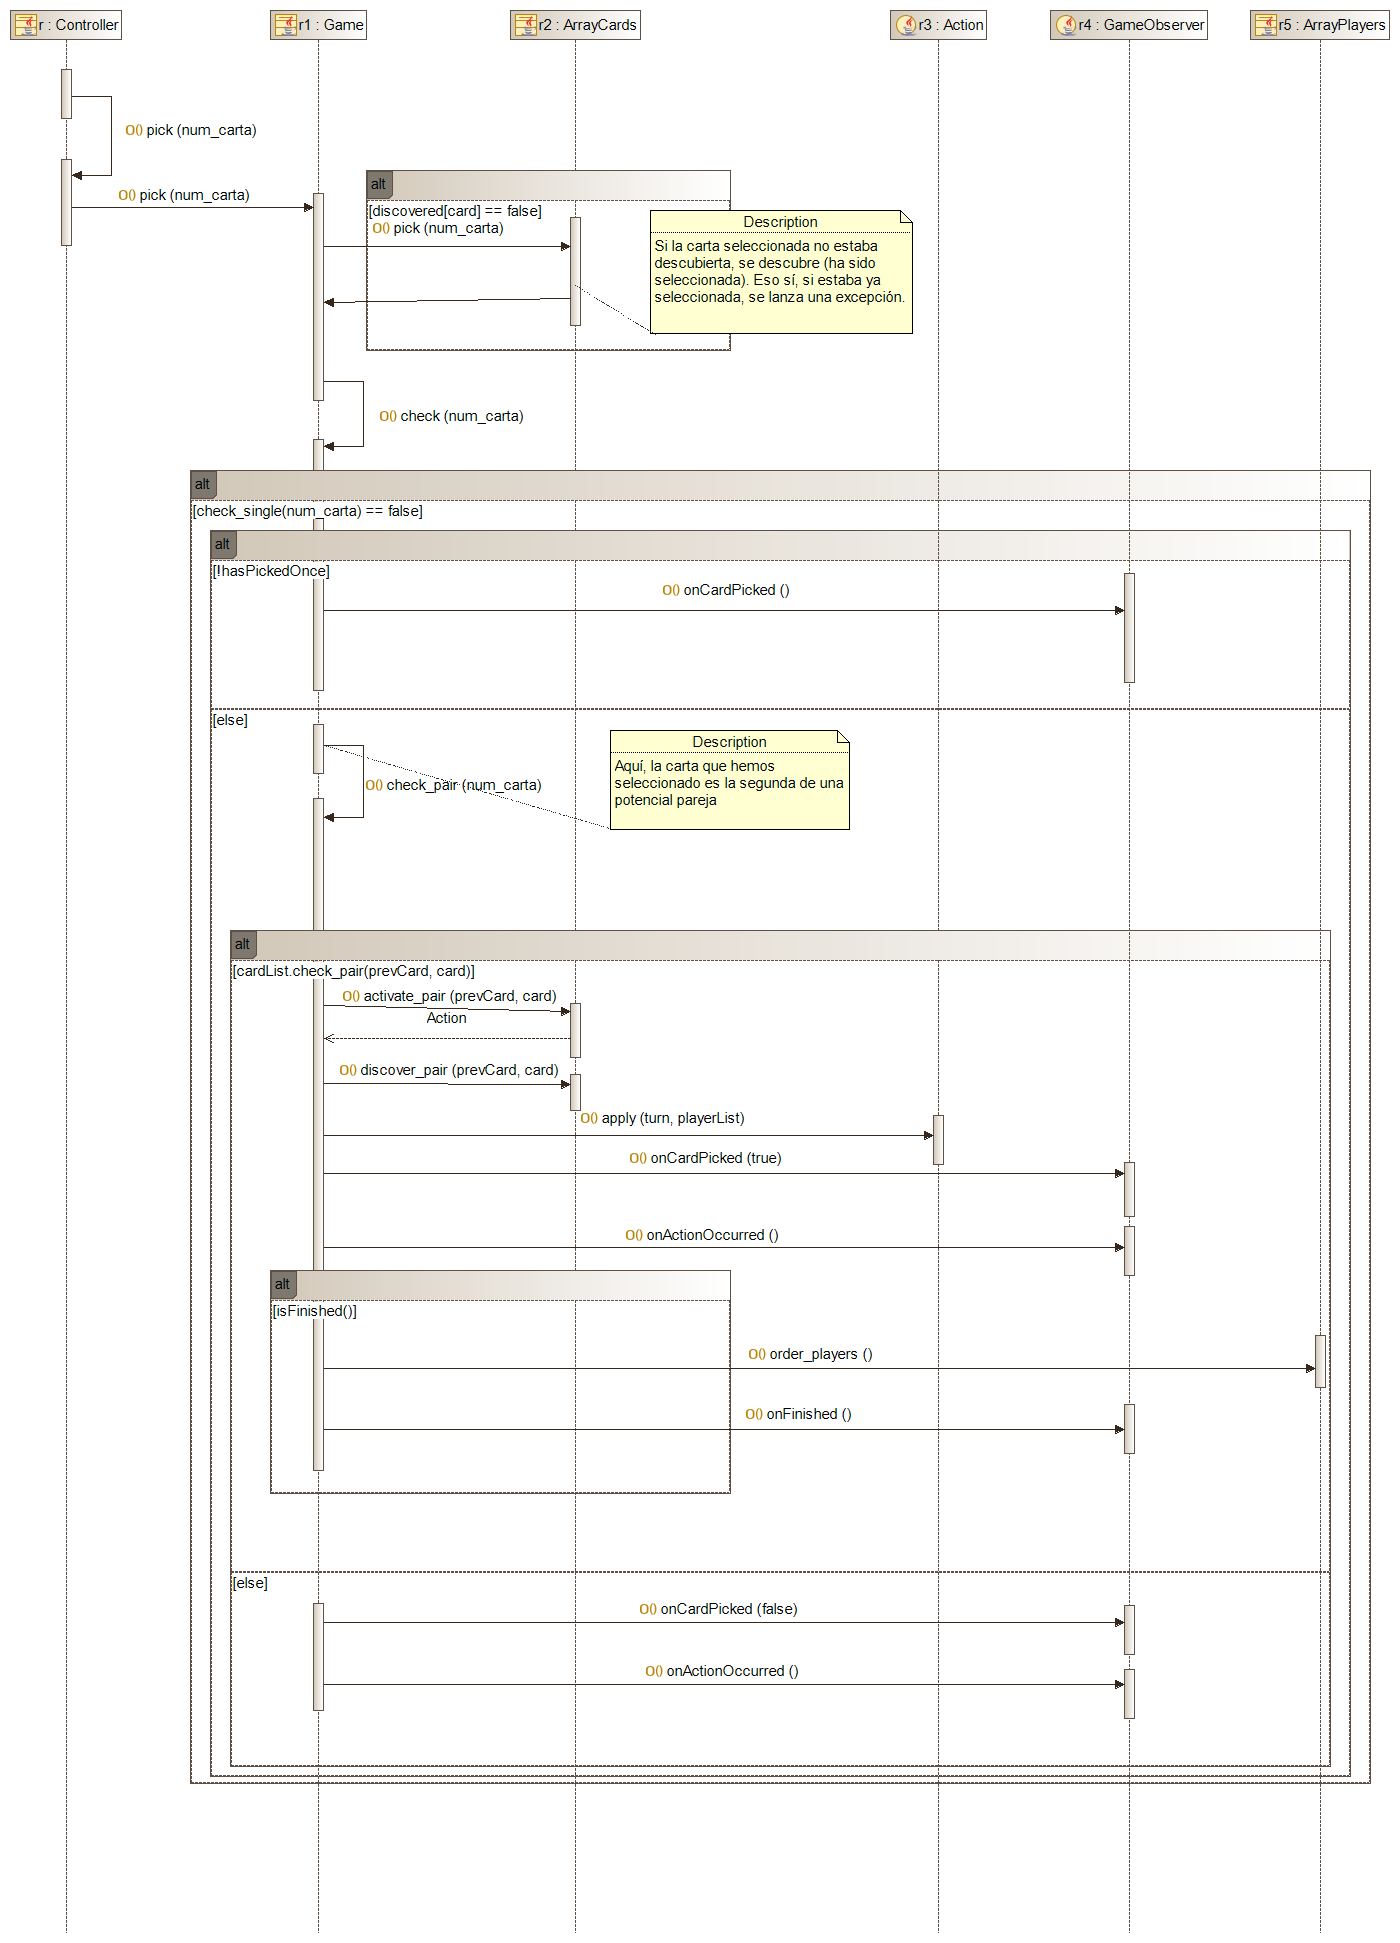 r : Controller
r1 : Game
r2 : ArrayCards
r3 : Action
r4 : GameObserver
r5 : ArrayPlayers
O() pick (num_carta)
O() pick (num_carta)
alt
[discovered[card] == false]
O() pick (num_carta)
Description
Si la carta seleccionada no estaba
descubierta, se descubre (ha sido
seleccionada). Eso sí, si estaba ya
seleccionada, se lanza una excepción.
O() check (num_carta)
alt
[check_single(num_carta) == false]
alt
[!hasPickedOnce]
O() onCardPicked ()
[else]
Description
Aquí, la carta que hemos
seleccionado es la segunda de una
potencial pareja
O() check_pair (num_carta)
alt
[cardList.check_pair(prevCard, card)]
O() activate_pair (prevCard, card)
Action
O() discover_pair (prevCard, card)
O() apply (turn, playerList)
O() onCardPicked (true)
O() onActionOccurred ()
alt
[isFinished()]
O() order_players ()
O() onFinished ()
[else]
O() onCardPicked (false)
O() onActionOccurred ()